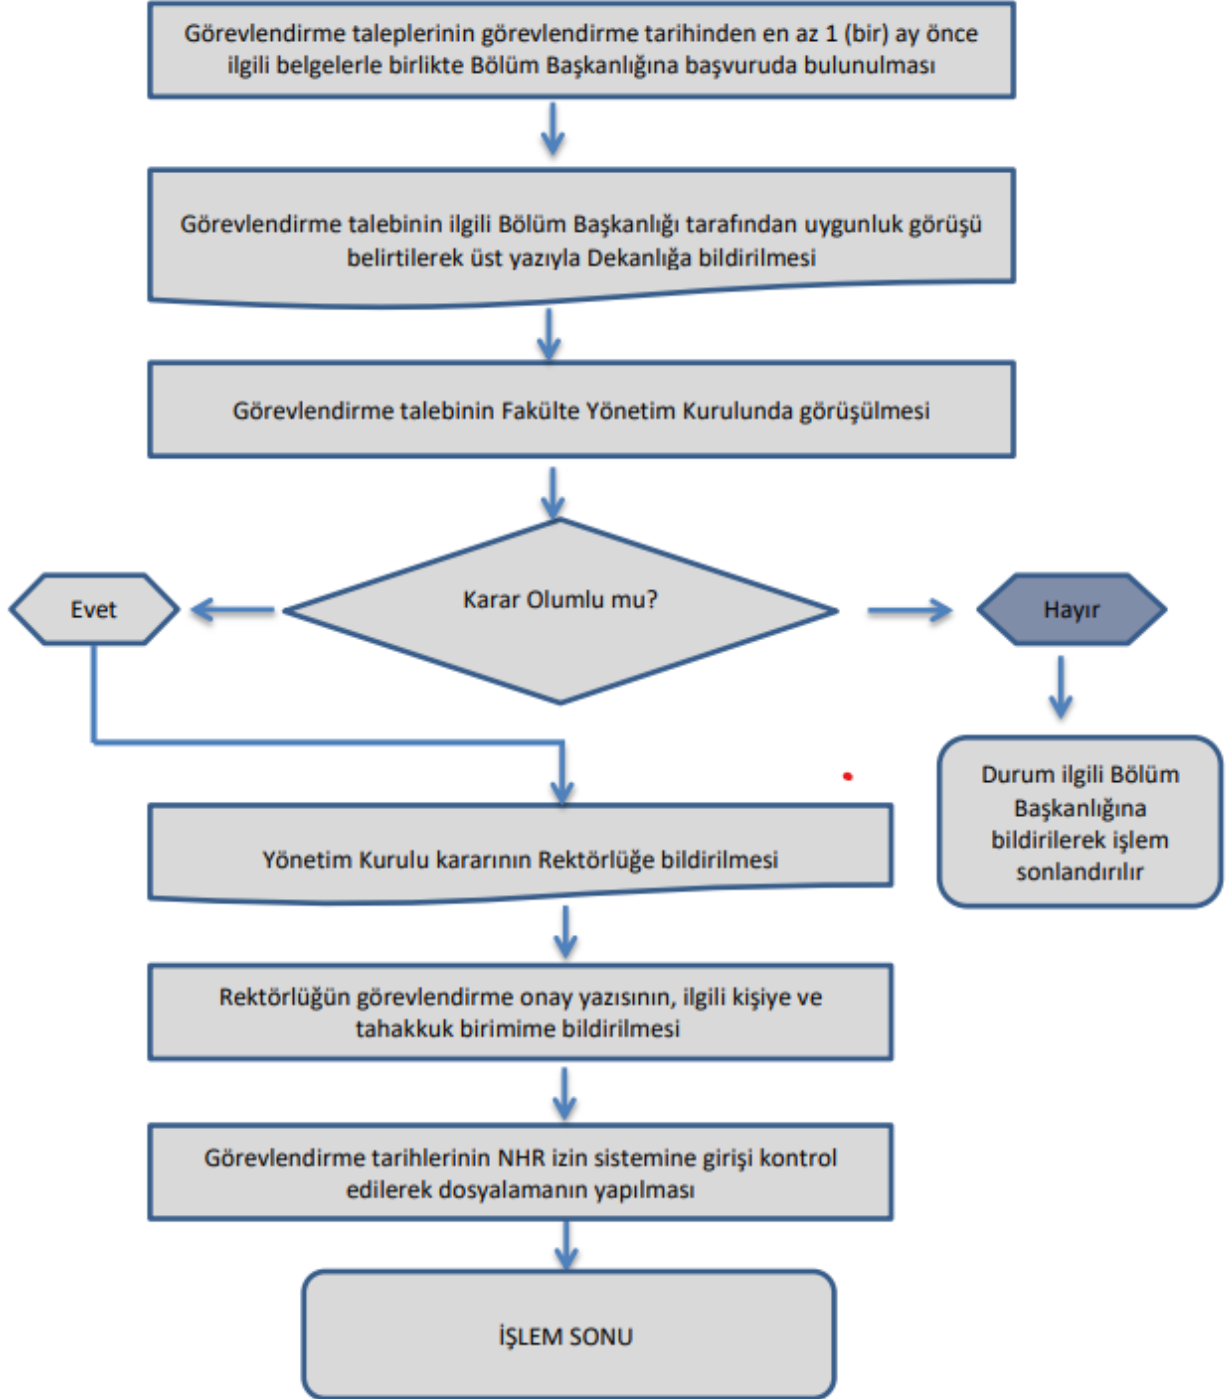 Görevlendirme taleplerinin görevlendirme tarihinden en az 1 (bir) ay önce
ilgili belgelerle birlikte Bölüm Başkanlığına başvuruda bulunulması
Görevlendirme talebinin ilgili Bölüm Başkanlığı tarafından uygunluk görüşü
belirtilerek üst yazıyla Dekanlığa bildirilmesi
Görevlendirme talebinin Fakülte Yönetim Kurulunda görüşülmesi
Karar Olumlu mu?
Evet
Hayır
Durum ilgili Bölüm
Başkanlığına
bildirilerek işlem
sonlandırılır
Yönetim Kurulu kararının Rektörlüğe bildirilmesi
Rektörlüğün görevlendirme onay yazısının, ilgili kişiye ve
tahakkuk birimime bildirilmesi
Görevlendirme tarihlerinin NHR izin sistemine girişi kontrol
edilerek dosyalamanın yapılması
İŞLEM SONU